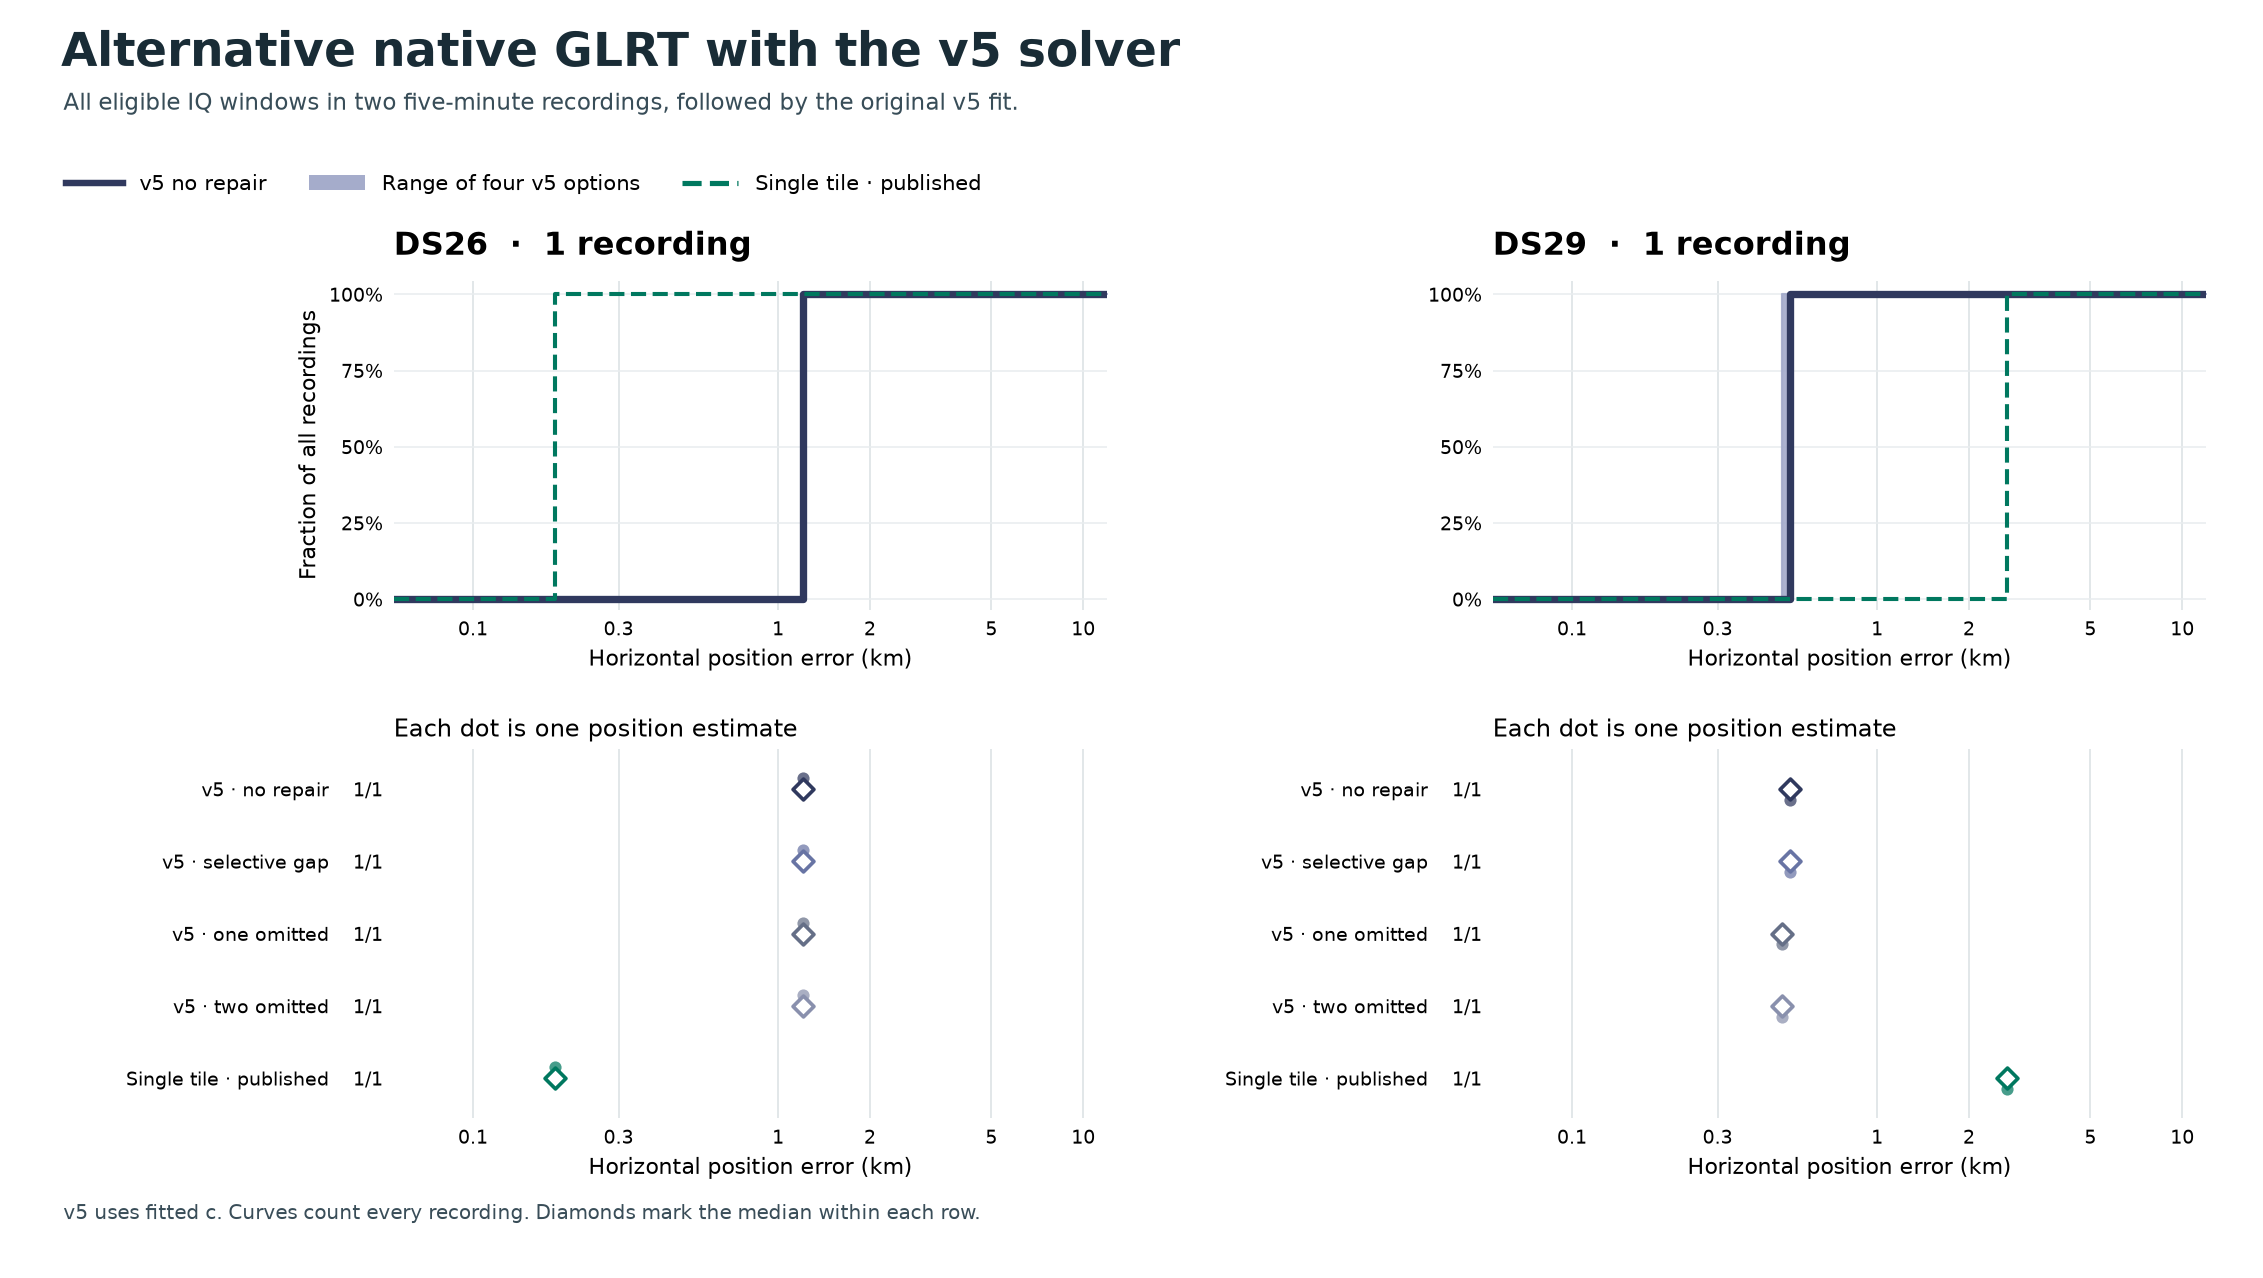 Alternative native GLRT with the v5 solver
All eligible IQ windows in two five-minute recordings, followed by the original v5 fit.
v5 no repair
Range of four v5 options
Single tile · published
DS26 · 1 recording
100%
75%
50%
25%
0%
Fraction of all recordings
0.1 0.3 1 2 5 10
Horizontal position error (km)
DS29 · 1 recording
100%
75%
50%
25%
0%
0.1 0.3 1 2 5 10
Horizontal position error (km)
Each dot is one position estimate
v5 · no repair 1/1
v5 · selective gap 1/1
v5 · one omitted 1/1
v5 · two omitted 1/1
Single tile · published 1/1
0.1 0.3 1 2 5 10
Horizontal position error (km)
Each dot is one position estimate
v5 · no repair 1/1
v5 · selective gap 1/1
v5 · one omitted 1/1
v5 · two omitted 1/1
Single tile · published 1/1
0.1 0.3 1 2 5 10
Horizontal position error (km)
v5 uses fitted c. Curves count every recording. Diamonds mark the median within each row.